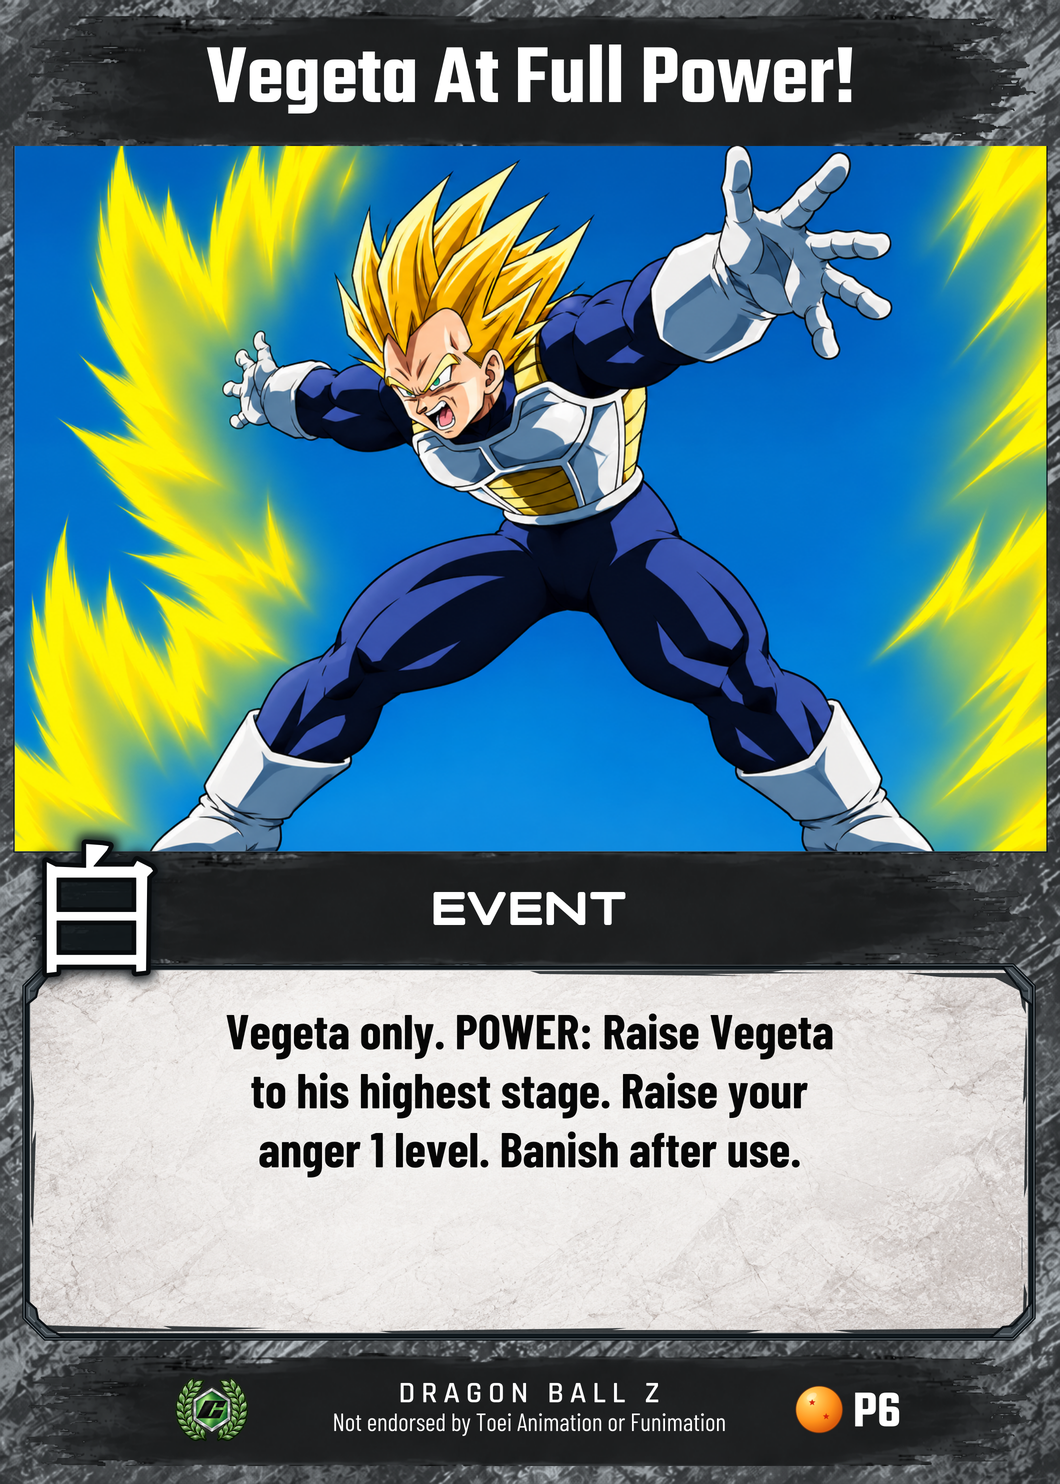 Vegeta At Full Power!
白
EVENT
Vegeta only. POWER: Raise Vegeta
to his highest stage. Raise your
anger 1 level. Banish after use.
DRAGON BALL Z
Not endorsed by Toei Animation or Funimation
P6